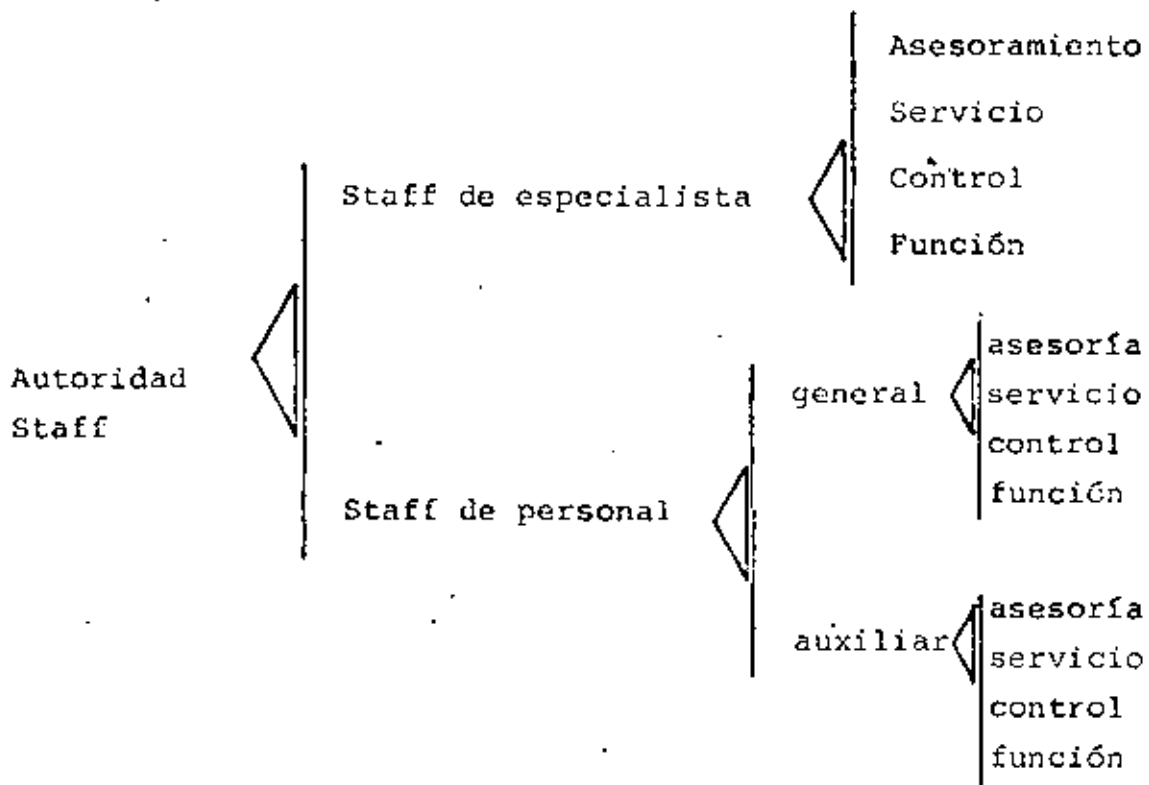 Autoridad
Staff
Staff de especialista
Asesoramiento
Servicio
Control
Función
Staff de personal
general
asesoría
servicio
control
función
auxiliar
asesoría
servicio
control
función